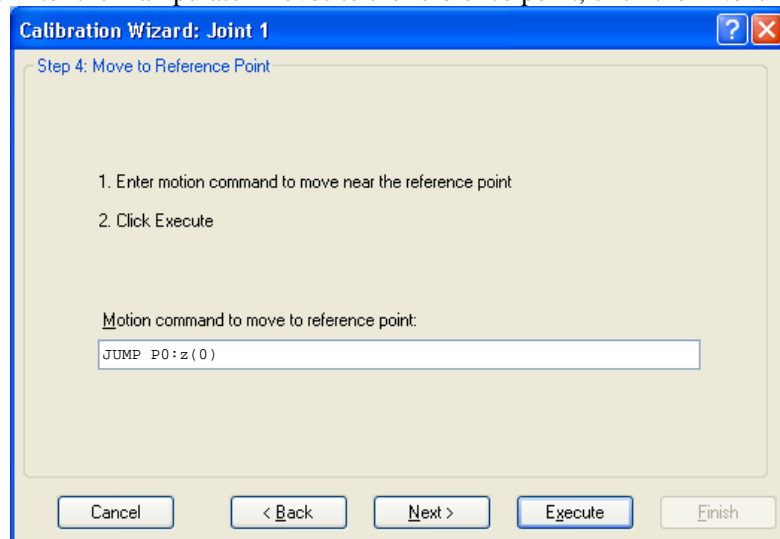 Calibration Wizard: Joint 1
Step 4: Move to Reference Point
1. Enter motion command to move near the reference point
2. Click Execute
Motion command to move to reference point:
JUMP P0:z(0)
Cancel < Back Next > Execute Finish